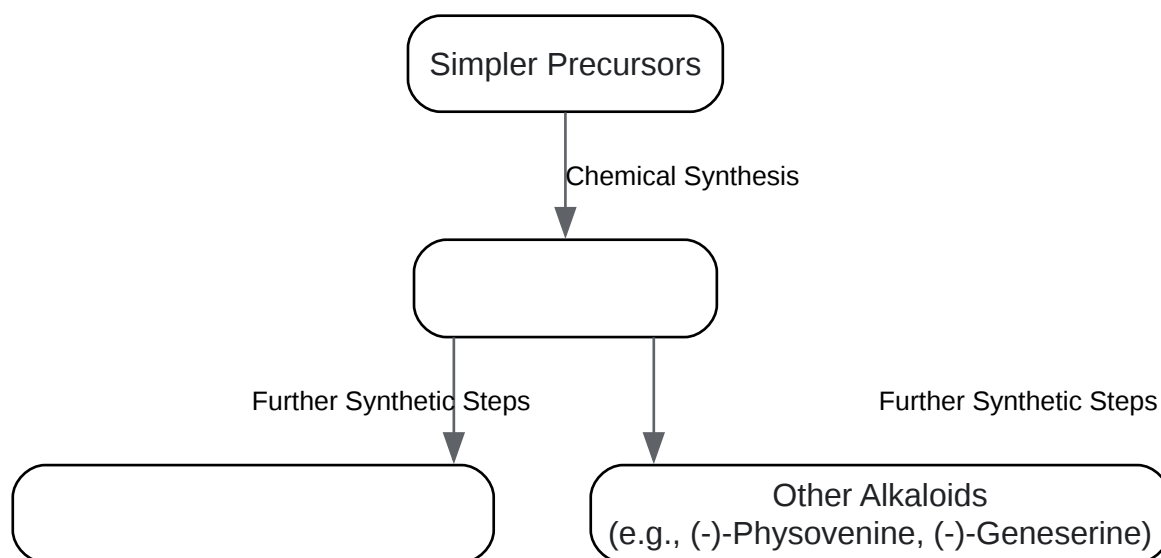 Simpler Precursors
Chemical Synthesis
Further Synthetic Steps
Further Synthetic Steps
Other Alkaloids
(e.g., (-)-Physovenine, (-)-Geneserine)